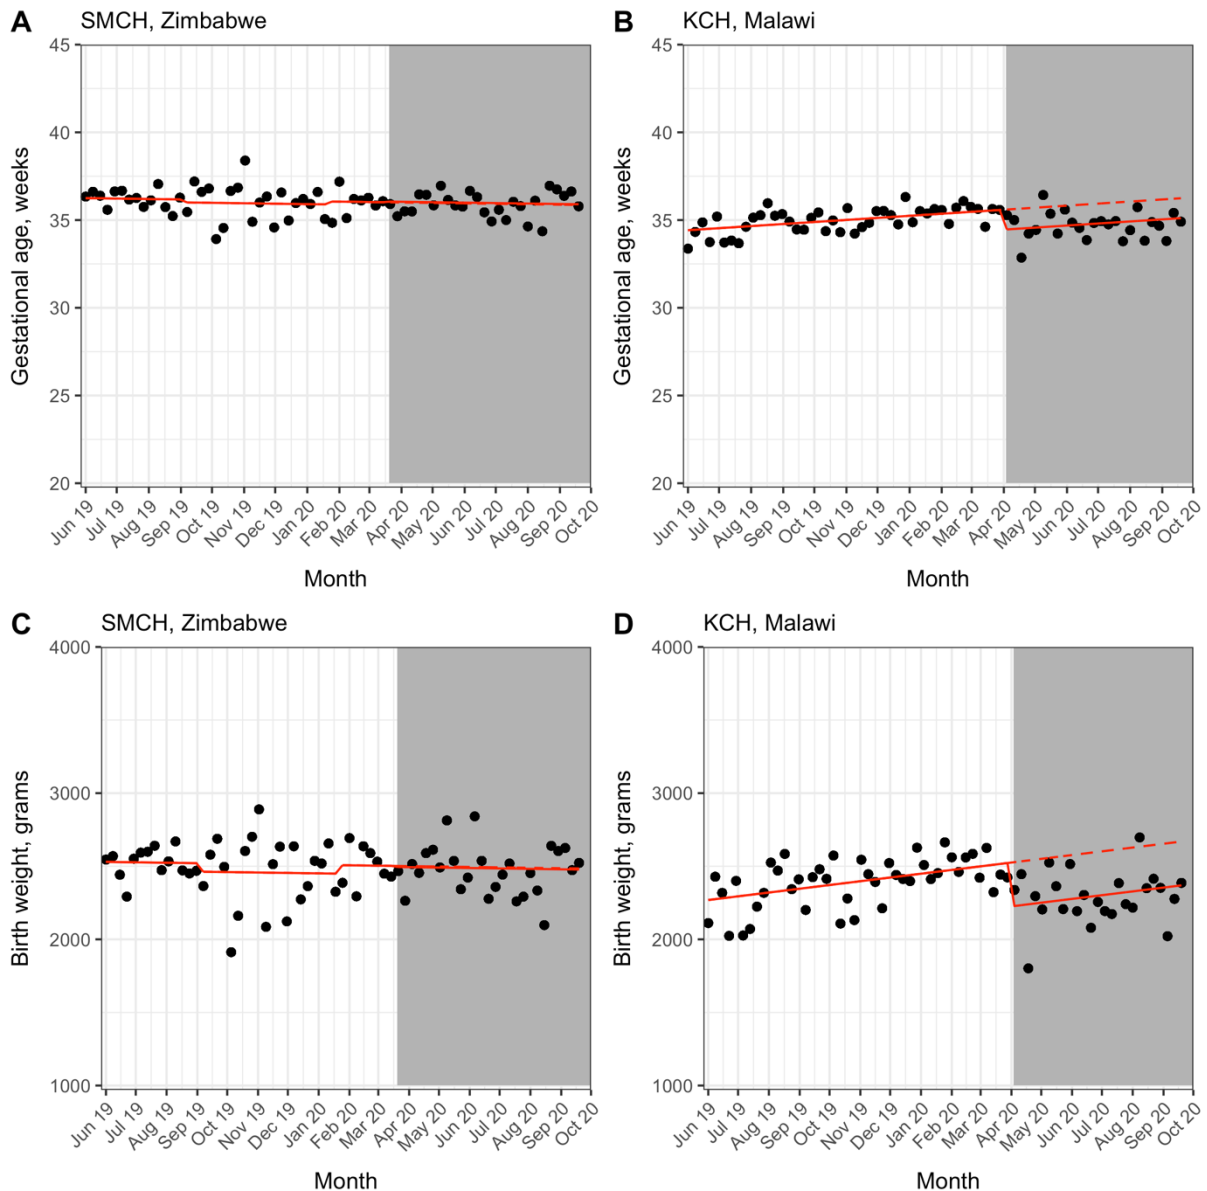 A SMCH, Zimbabwe
Gestational age, weeks
45
40
35
30
25
20
Jun 19 Jul 19 Aug 19 Sep 19 Oct 19 Nov 19 Dec 19 Jan 20 Feb 20 Mar 20 Apr 20 May 20 Jun 20 Jul 20 Aug 20 Sep 20 Oct 20
Month
B KCH, Malawi
Gestational age, weeks
45
40
35
30
25
20
Jun 19 Jul 19 Aug 19 Sep 19 Oct 19 Nov 19 Dec 19 Jan 20 Feb 20 Mar 20 Apr 20 May 20 Jun 20 Jul 20 Aug 20 Sep 20 Oct 20
Month
C SMCH, Zimbabwe
Birth weight, grams
4000
3000
2000
1000
Jun 19 Jul 19 Aug 19 Sep 19 Oct 19 Nov 19 Dec 19 Jan 20 Feb 20 Mar 20 Apr 20 May 20 Jun 20 Jul 20 Aug 20 Sep 20 Oct 20
Month
D KCH, Malawi
Birth weight, grams
4000
3000
2000
1000
Jun 19 Jul 19 Aug 19 Sep 19 Oct 19 Nov 19 Dec 19 Jan 20 Feb 20 Mar 20 Apr 20 May 20 Jun 20 Jul 20 Aug 20 Sep 20 Oct 20
Month